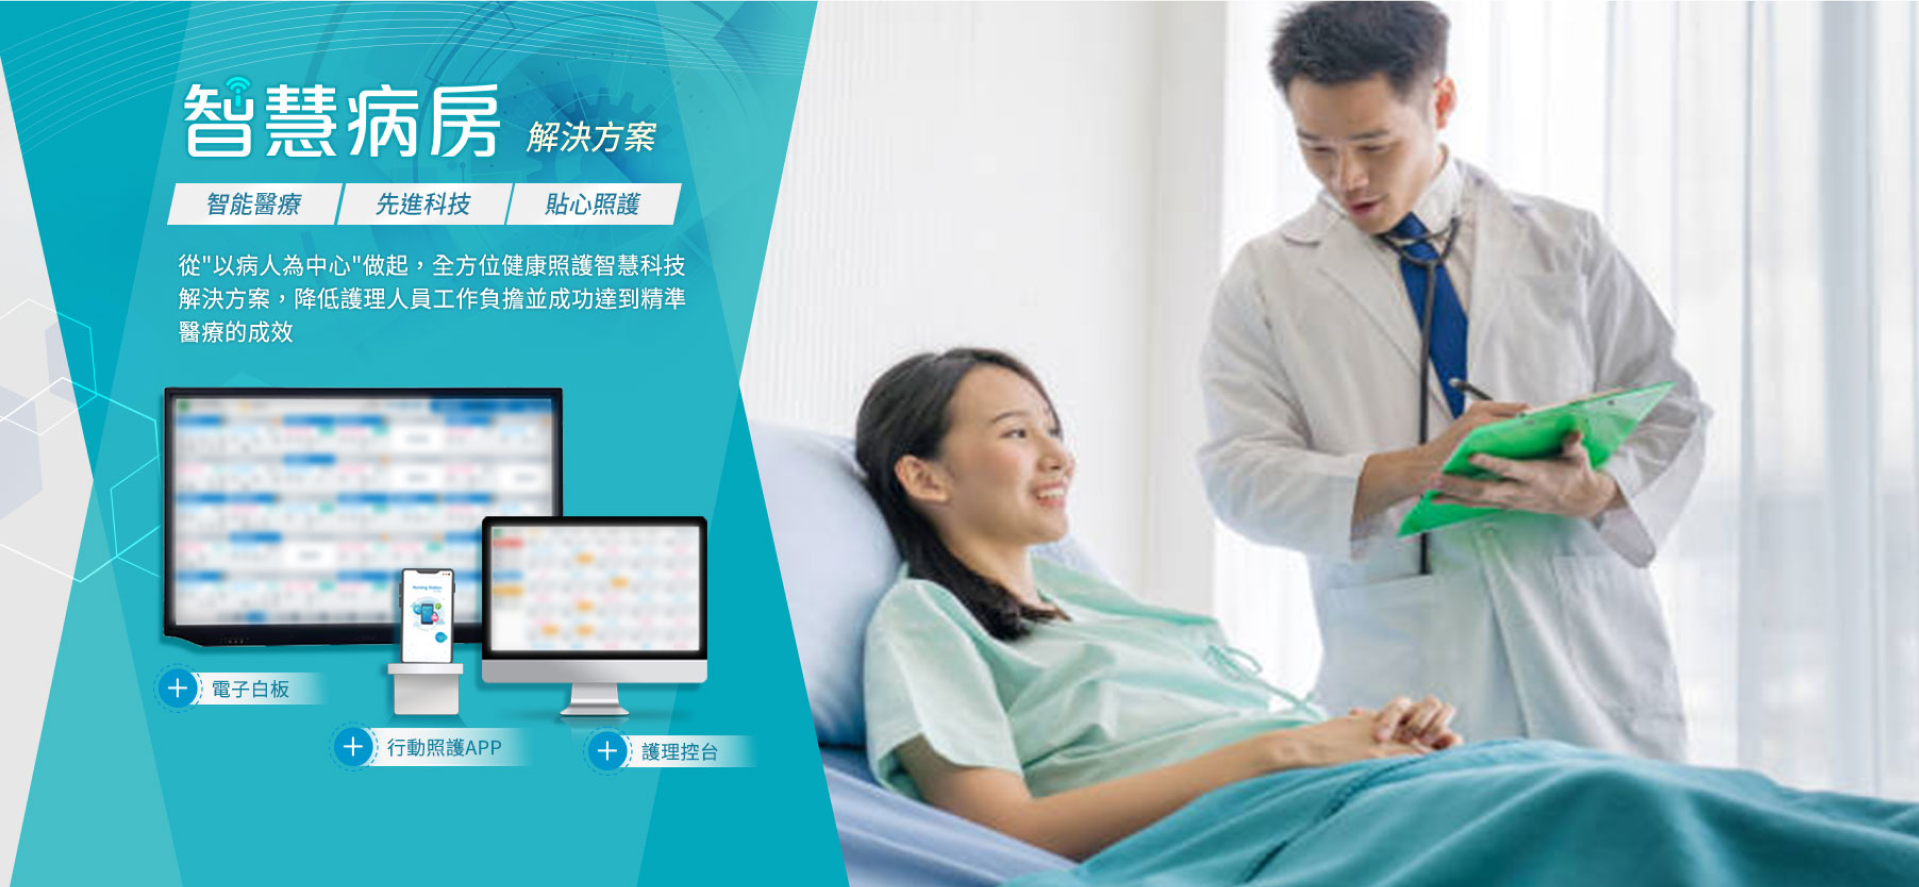 智慧病房 解決方案
智能醫療 先進科技 貼心照護
從"以病人為中心"做起，全方位健康照護智慧科技
解決方案，降低護理人員工作負擔並成功達到精準
醫療的成效
電子白板
行動照護APP
護理控台